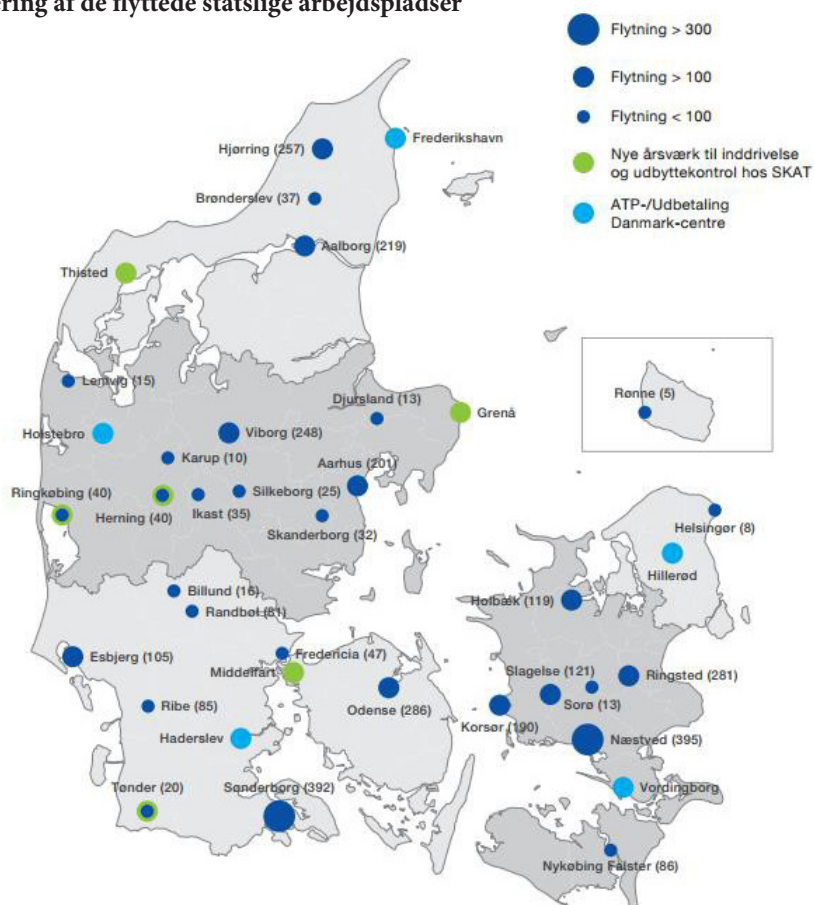 ering af de flyttede statslige arbejdspladser
Flytning > 300
Flytning > 100
Flytning < 100
Nye årsværk til inddrivelse
og udbyttekontrol hos SKAT
ATP-/Udbetaling
Danmark-centre
Frederikshavn
Hjørring (257)
Brønderslev (37)
Aalborg (219)
Thisted
Lemvig (15)
Djursland (13)
Grenå
Rønne (5)
Holstebro
Viborg (248)
Karup (10)
Aarhus (201)
Ringkøbing (40)
Herning (40)
Ikast (35)
Silkeborg (25)
Skanderborg (32)
Helsingør (8)
Hillerød
Billund (16)
Randbøl (81)
Holbæk (119)
Esbjerg (105)
Fredericia (47)
Middelfart
Slagelse (121)
Ringsted (281)
Ribe (85)
Odense (286)
Sorø (13)
Korsør (190)
Haderslev
Næstved (395)
Tønder (20)
Sønderborg (392)
Vordingborg
Nykøbing Falster (86)